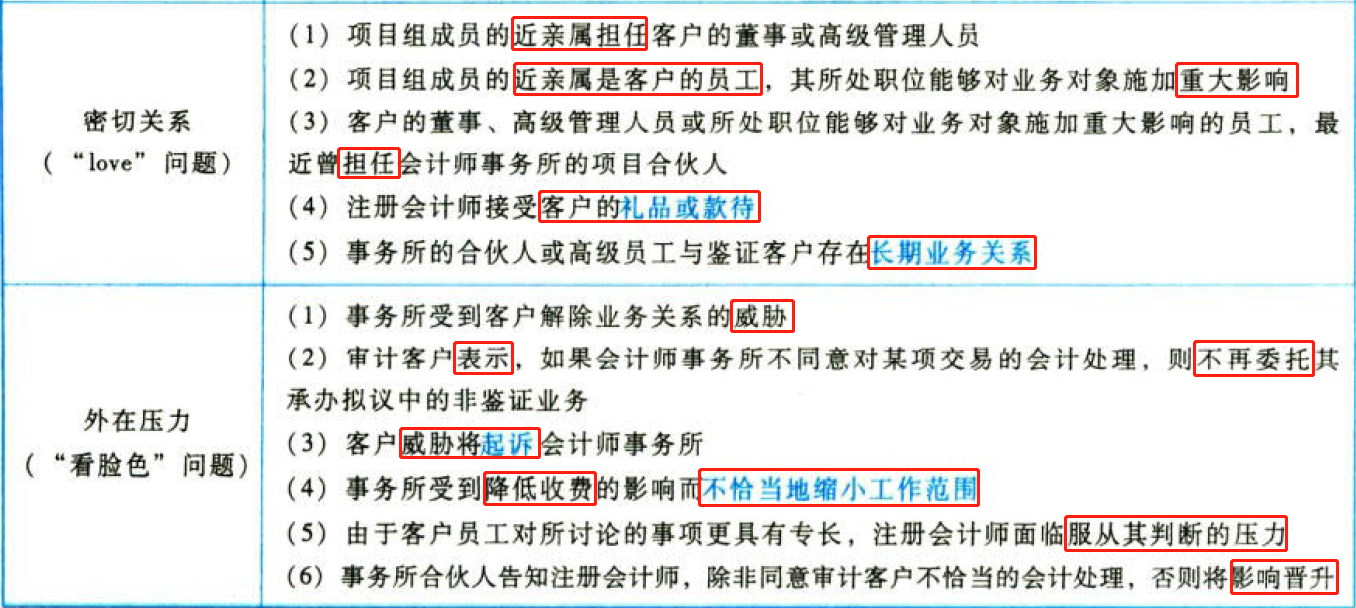 密切关系
（“love”问题）
（1）项目组成员的近亲属担任客户的董事或高级管理人员
（2）项目组成员的近亲属是客户的员工，其所处职位能够对业务对象施加重大影响
（3）客户的董事、高级管理人员或所处职位能够对业务对象施加重大影响的员工，最
近曾担任会计师事务所的项目合伙人
（4）注册会计师接受客户的礼品或款待
（5）事务所的合伙人或高级员工与鉴证客户存在长期业务关系
外在压力
（“看脸色”问题）
（1）事务所受到客户解除业务关系的威胁
（2）审计客户表示，如果会计师事务所不同意对某项交易的会计处理，则不再委托其
承办拟议中的非鉴证业务
（3）客户威胁将起诉会计师事务所
（4）事务所受到降低收费的影响而不恰当地缩小工作范围
（5）由于客户员工对所讨论的事项更具有专长，注册会计师面临服从其判断的压力
（6）事务所合伙人告知注册会计师，除非同意审计客户不恰当的会计处理，否则将影响晋升